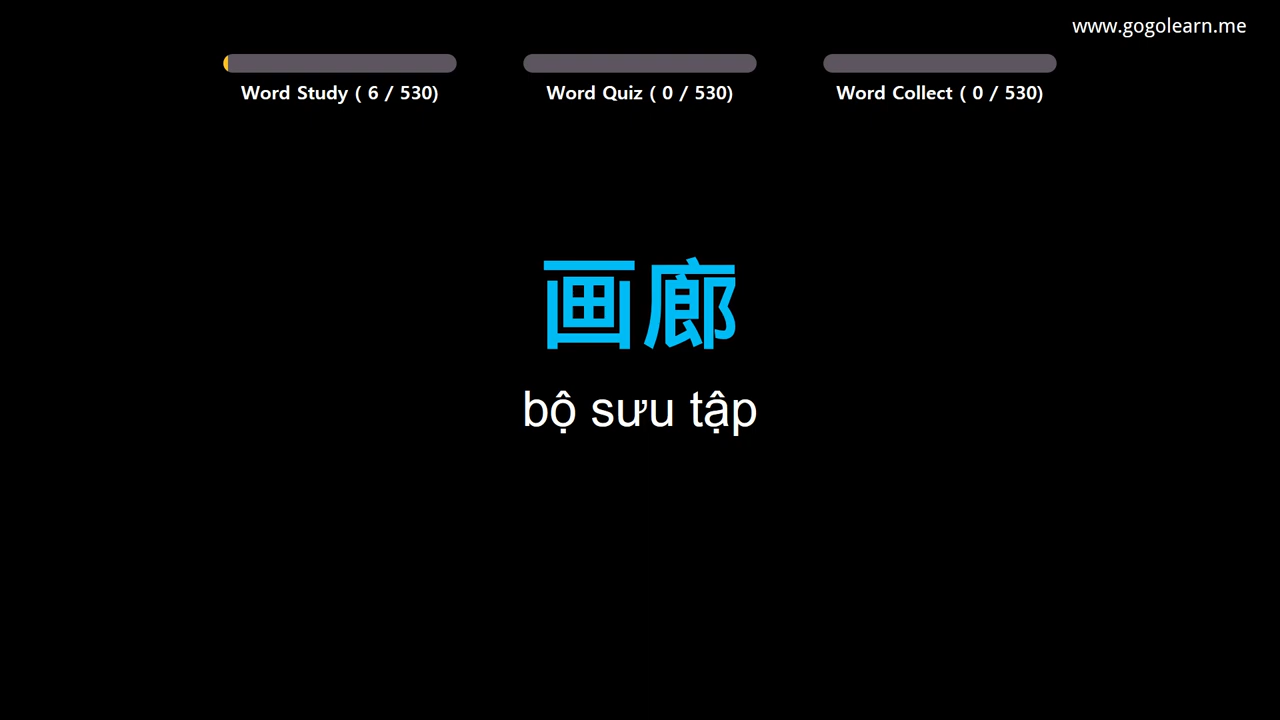 www.gogolearn.me
Word Study ( 6 / 530)
Word Quiz ( 0 / 530)
Word Collect ( 0 / 530)
画廊
bộ sưu tập